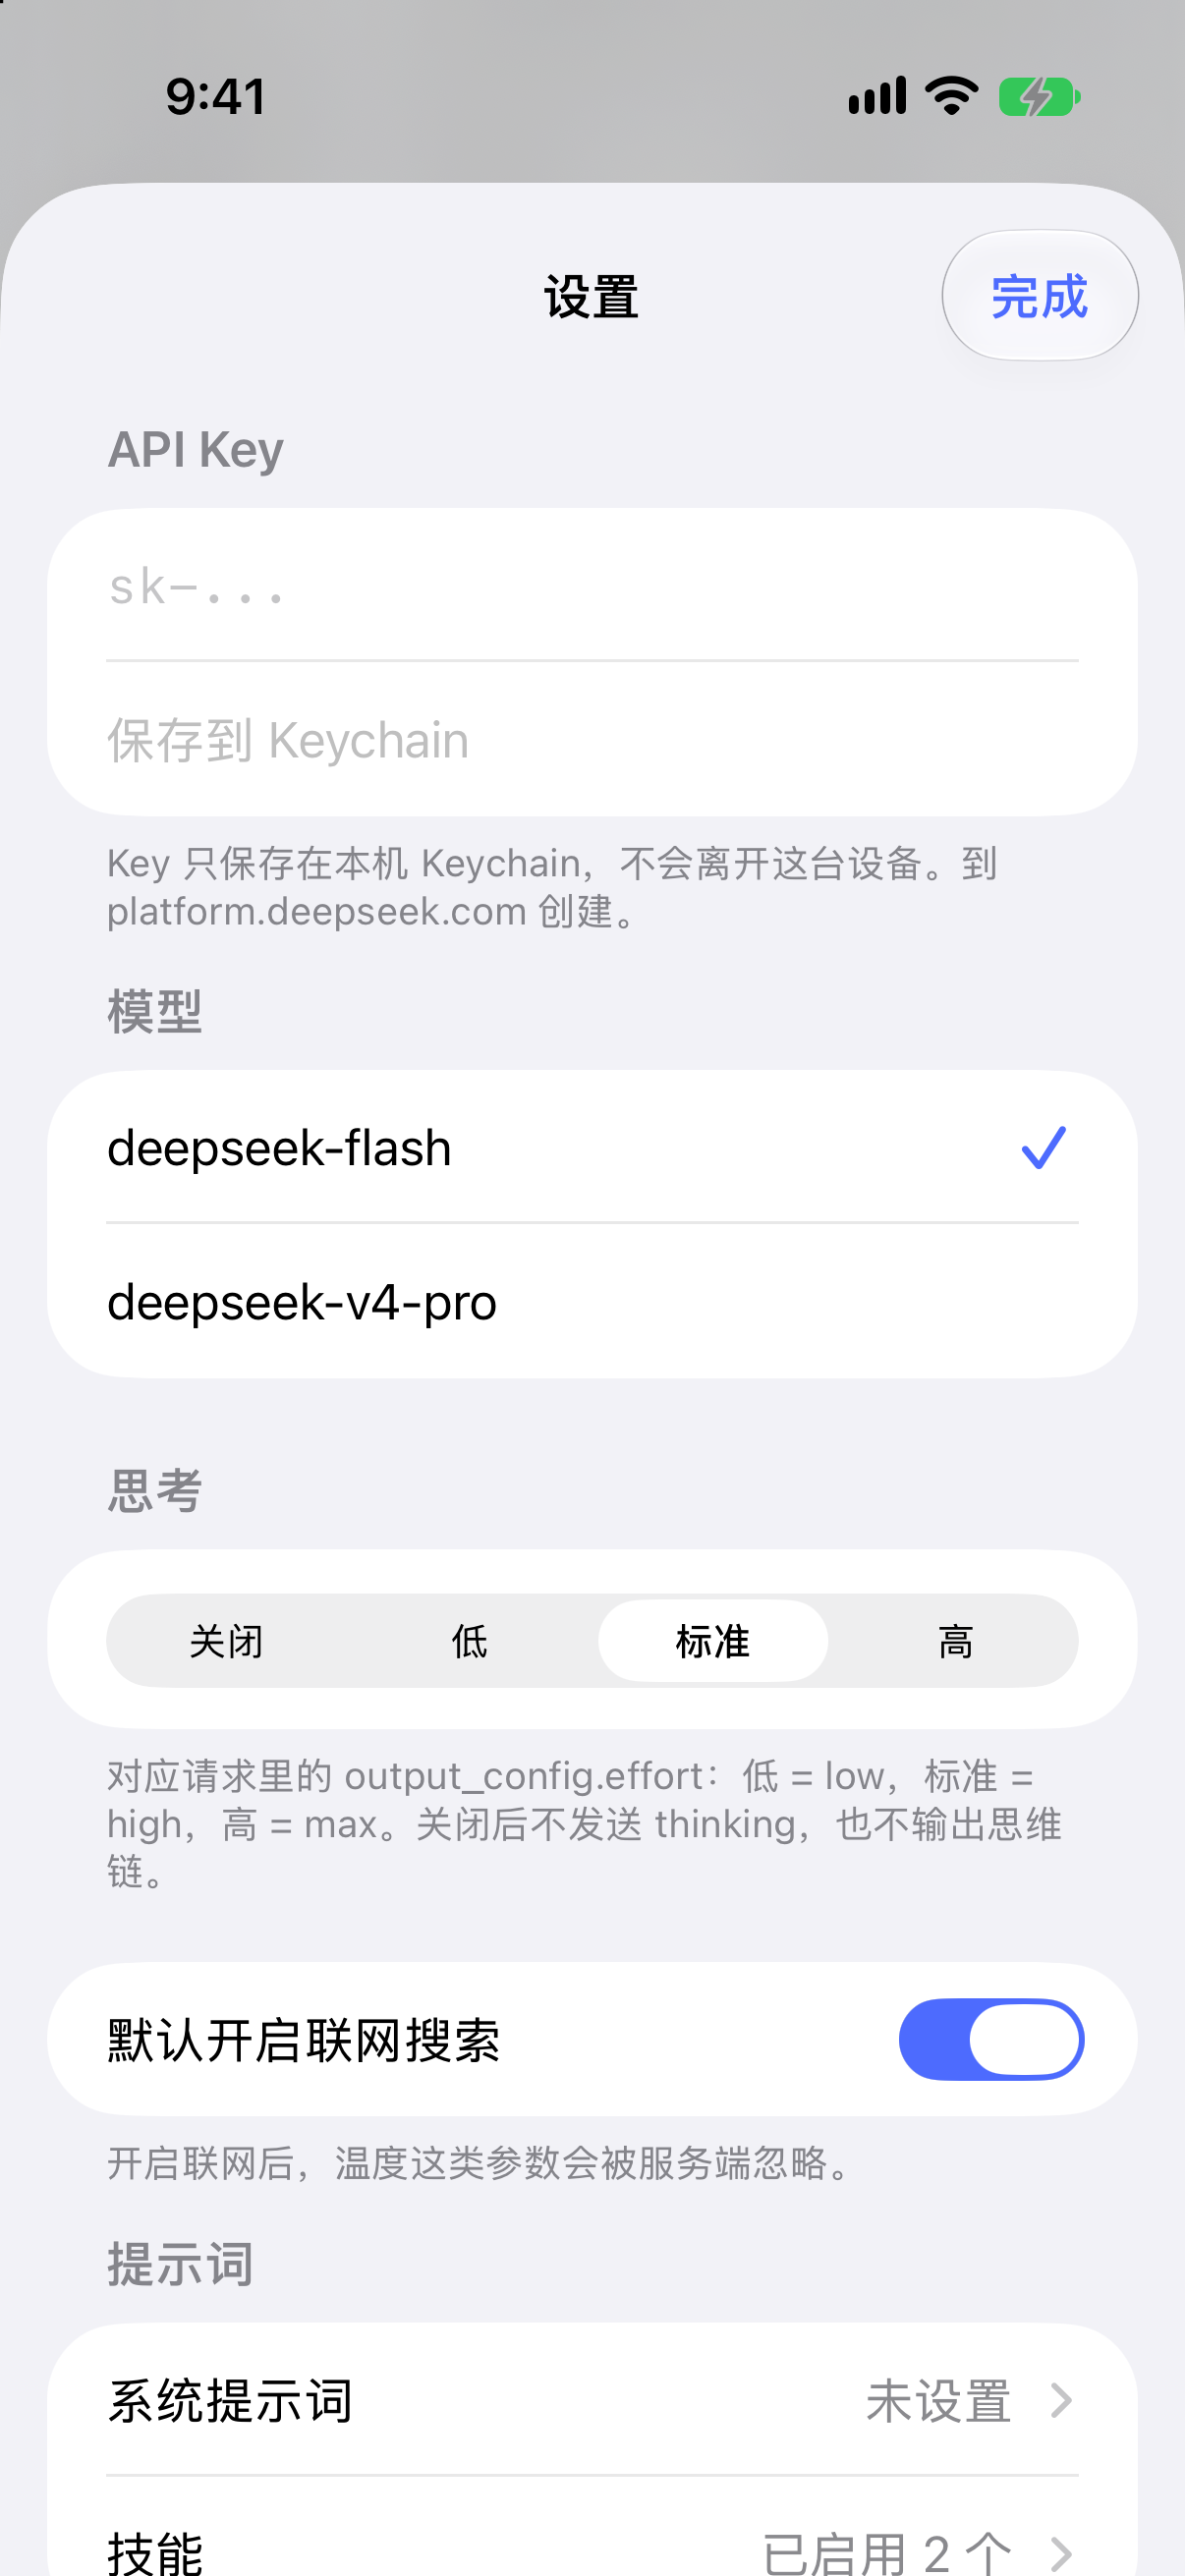 9:41
设置
完成
API Key
sk-...
保存到 Keychain
Key 只保存在本机 Keychain，不会离开这台设备。到
platform.deepseek.com 创建。
模型
deepseek-flash
deepseek-v4-pro
思考
关闭 低 标准 高
对应请求里的 output_config.effort：低 = low，标准 =
high，高 = max。关闭后不发送 thinking，也不输出思维
链。
默认开启联网搜索
开启联网后，温度这类参数会被服务端忽略。
提示词
系统提示词 未设置
技能 已启用 2 个